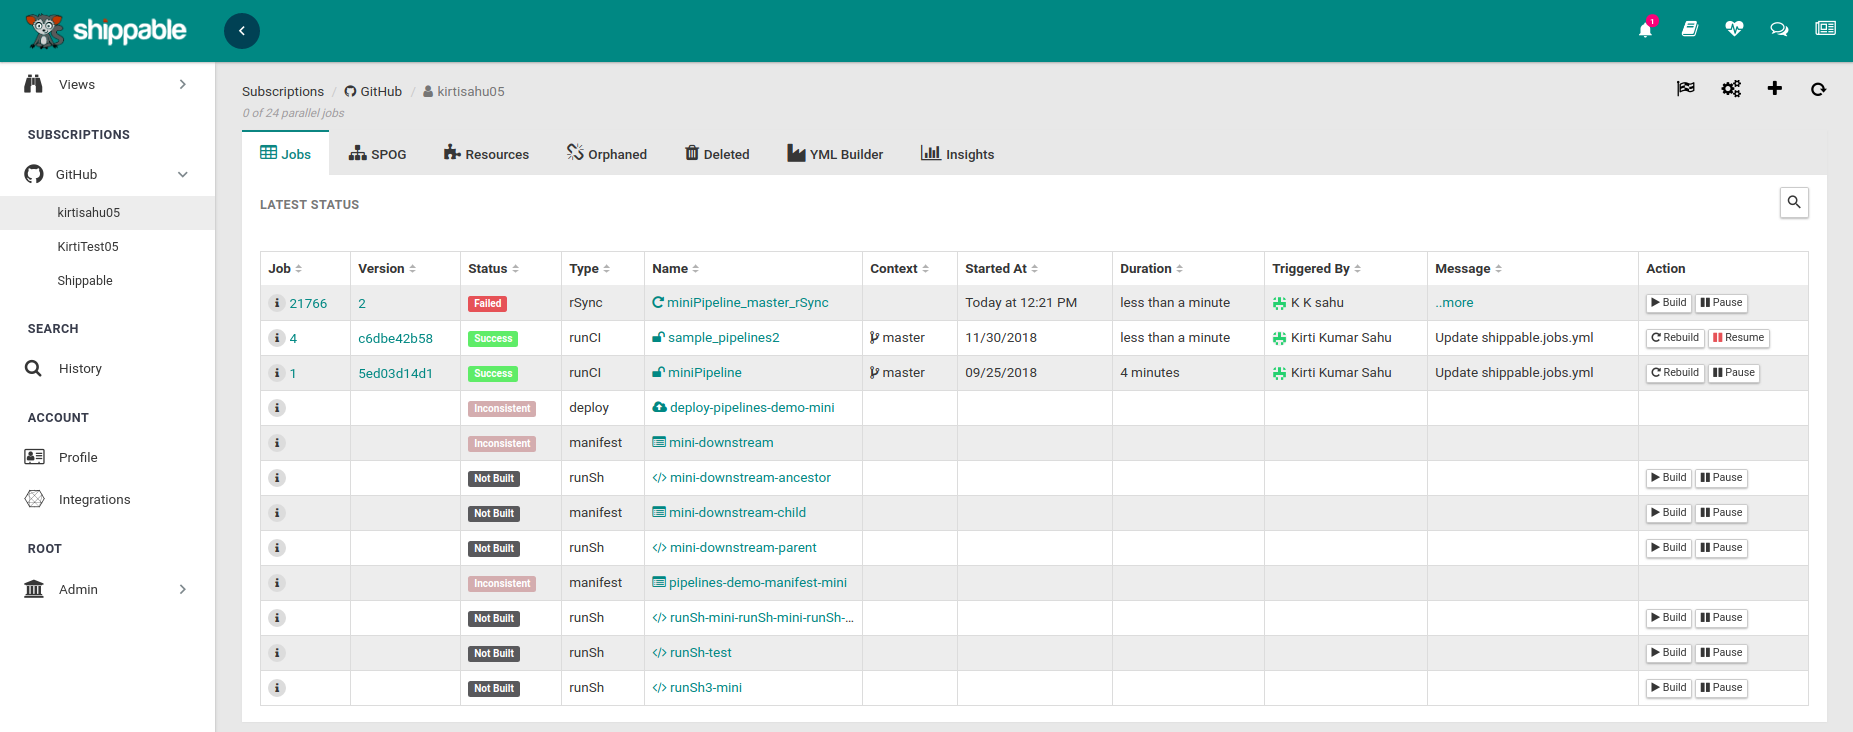 shippable
1
Views
SUBSCRIPTIONS
GitHub
kirtisahu05
KirtiTest05
Shippable
SEARCH
History
ACCOUNT
Profile
Integrations
ROOT
Admin
Subscriptions / GitHub / kirtisahu05
0 of 24 parallel jobs
Jobs SPOG Resources Orphaned Deleted YML Builder Insights
LATEST STATUS
Job Version Status Type Name Context Started At Duration Triggered By Message Action
21766 2 Failed rSync miniPipeline_master_rSync Today at 12:21 PM less than a minute K K sahu ..more Build Pause
4 c6dbe42b58 Success runCI sample_pipelines2 master 11/30/2018 less than a minute Kirti Kumar Sahu Update shippable.jobs.yml Rebuild Resume
1 5ed03d14d1 Success runCI miniPipeline master 09/25/2018 4 minutes Kirti Kumar Sahu Update shippable.jobs.yml Rebuild Pause
Inconsistent deploy deploy-pipelines-demo-mini
Inconsistent manifest mini-downstream
Not Built runSh mini-downstream-ancestor Build Pause
Not Built manifest mini-downstream-child Build Pause
Not Built runSh mini-downstream-parent Build Pause
Inconsistent manifest pipelines-demo-manifest-mini
Not Built runSh runSh-mini-runSh-mini-runSh-... Build Pause
Not Built runSh runSh-test Build Pause
Not Built runSh runSh3-mini Build Pause